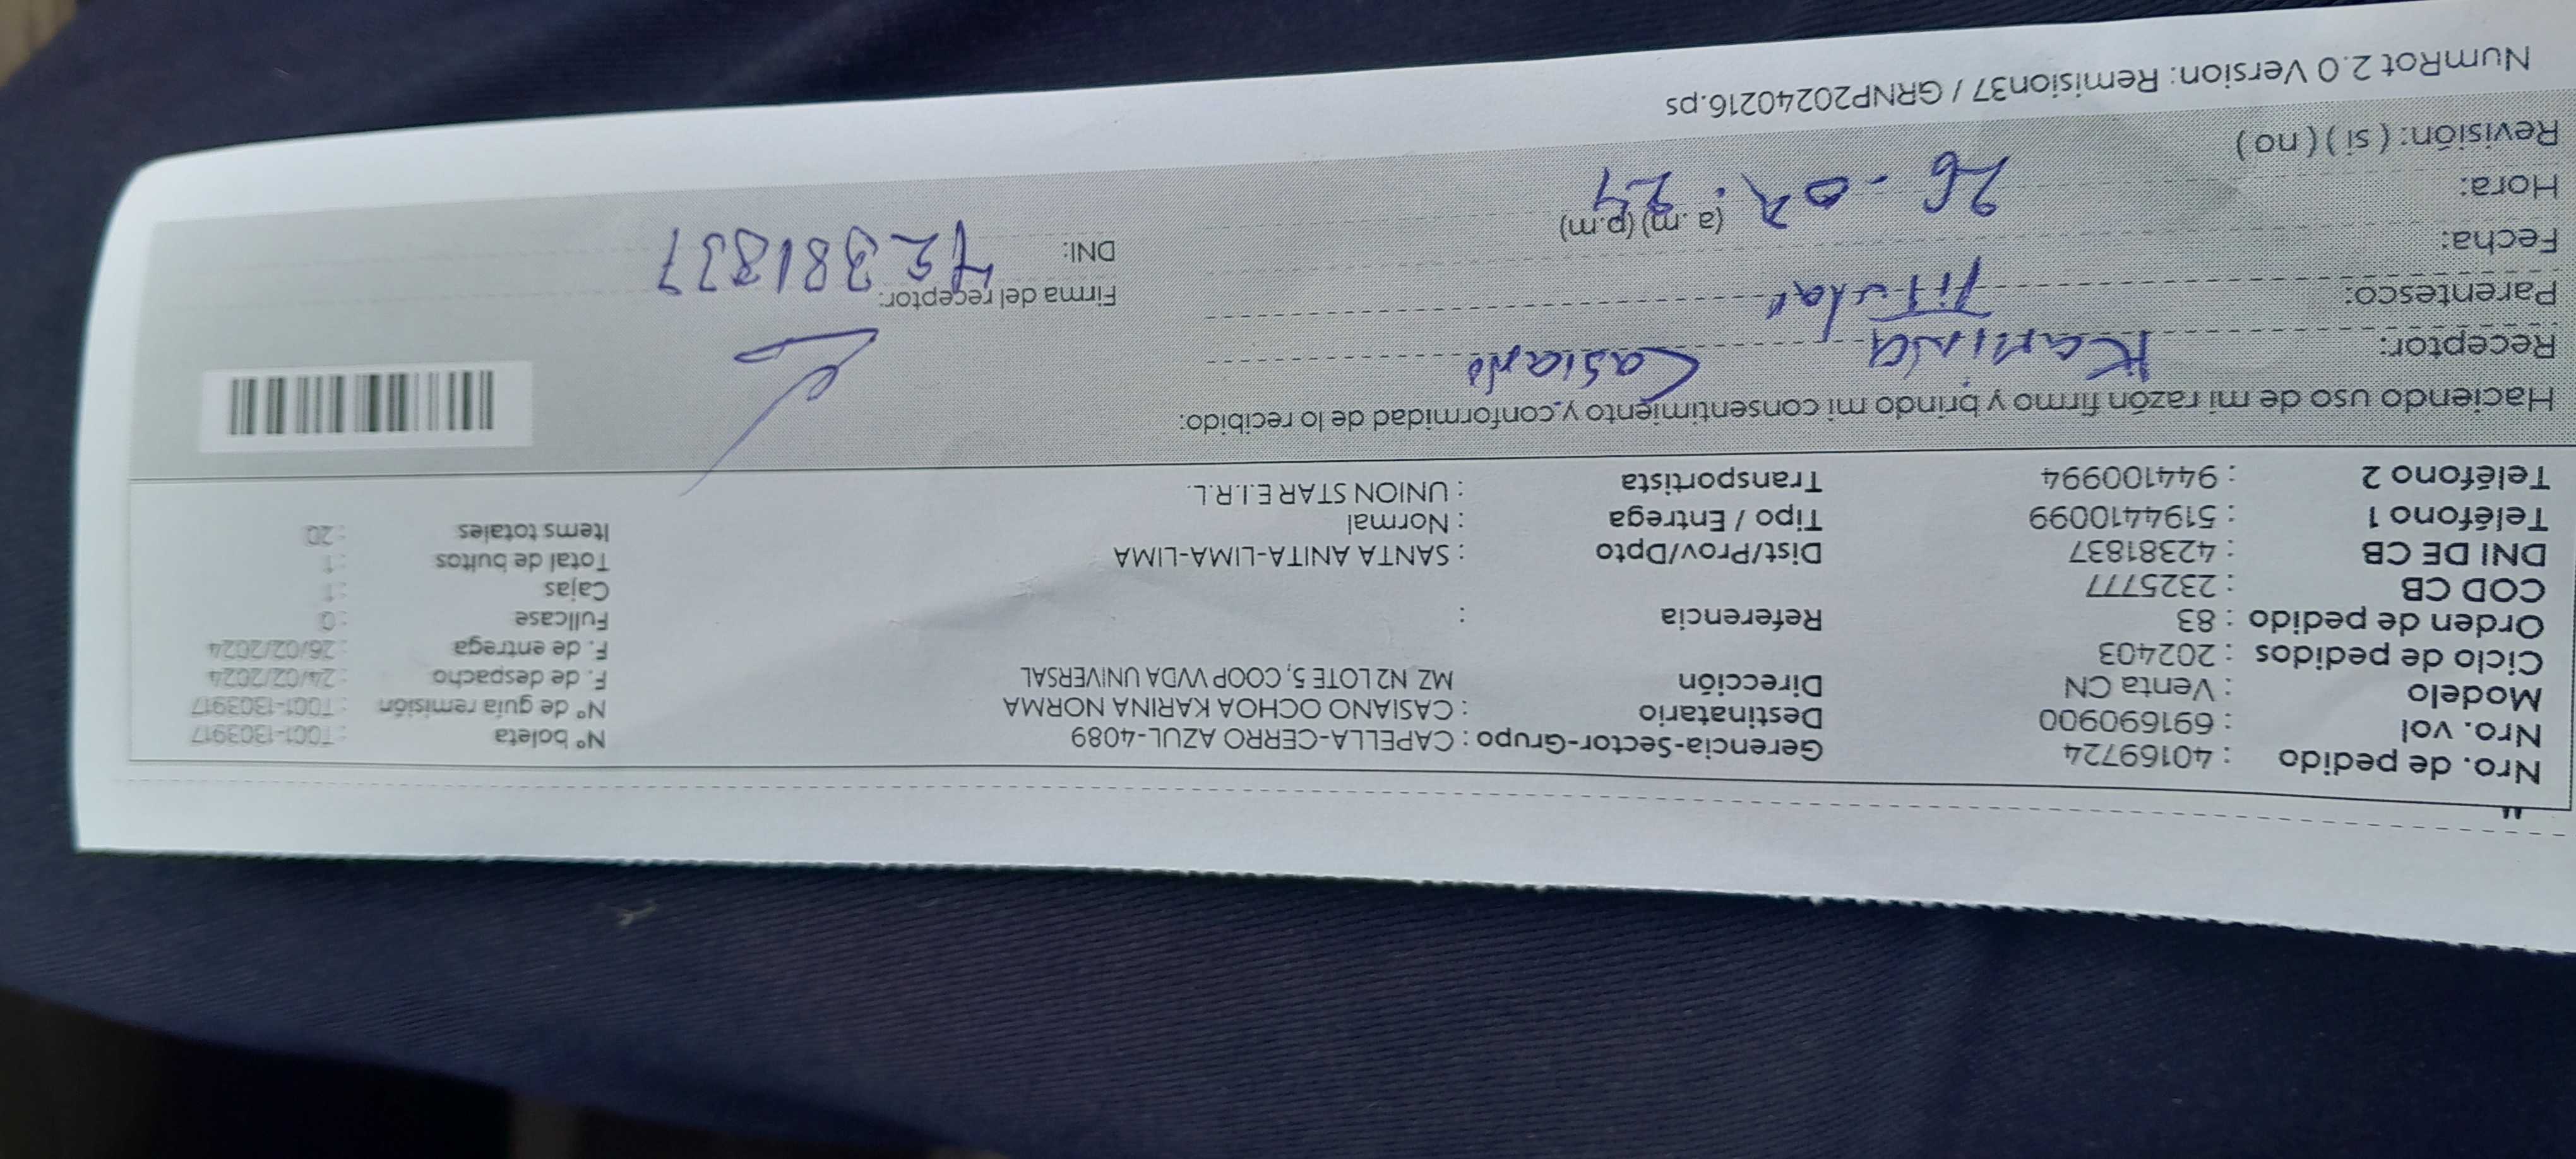 Nro. de pedido : 40169724
Nro. vol : 691690900
Modelo : Venta CN
Ciclo de pedidos : 202403
Orden de pedido : 83
COD CB : 2325777
DNI DE CB : 42381837
Teléfono 1 : 5194410099
Teléfono 2 : 944100994
Gerencia-Sector-Grupo : CAPELLA-CERRO AZUL-4089
Destinatario : CASIANO OCHOA KARINA NORMA
Dirección MZ N2 LOTE 5, COOP VVDA UNIVERSAL
Referencia :
Dist/Prov/Dpto : SANTA ANITA-LIMA-LIMA
Tipo / Entrega : Normal
Transportista : UNION STAR E.I.R.L.
N° boleta : T001-1303917
N° de guia remisión : T001-1303917
F. de despacho : 24/02/2024
F. de entrega : 26/02/2024
Fullcase : 0
Cajas : 1
Total de bultos : 1
Items totales : 20
Haciendo uso de mi razón firmo y brindo mi consentimiento y conformidad de lo recibido:
Receptor: Karina Casiano
Parentesco: Titular
Fecha: 26-02-24
Hora: (a.m) (p.m)
Revisión: ( si ) ( no )
Firma del receptor:
DNI: 42381837
NumRot 2.0 Version: Remision37 / GRNP20240216.ps